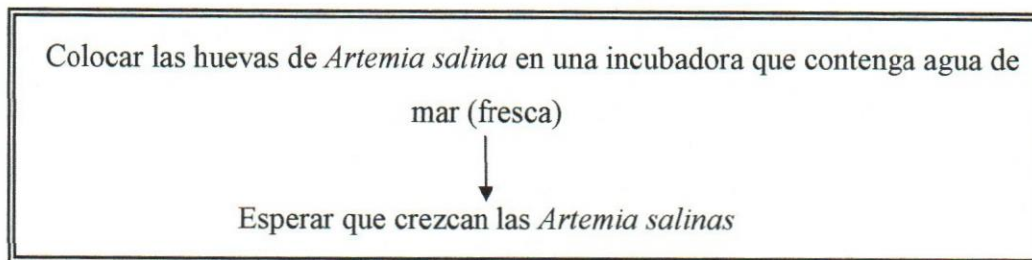 Colocar las huevas de Artemia salina en una incubadora que contenga agua de
mar (fresca)
Esperar que crezcan las Artemia salinas